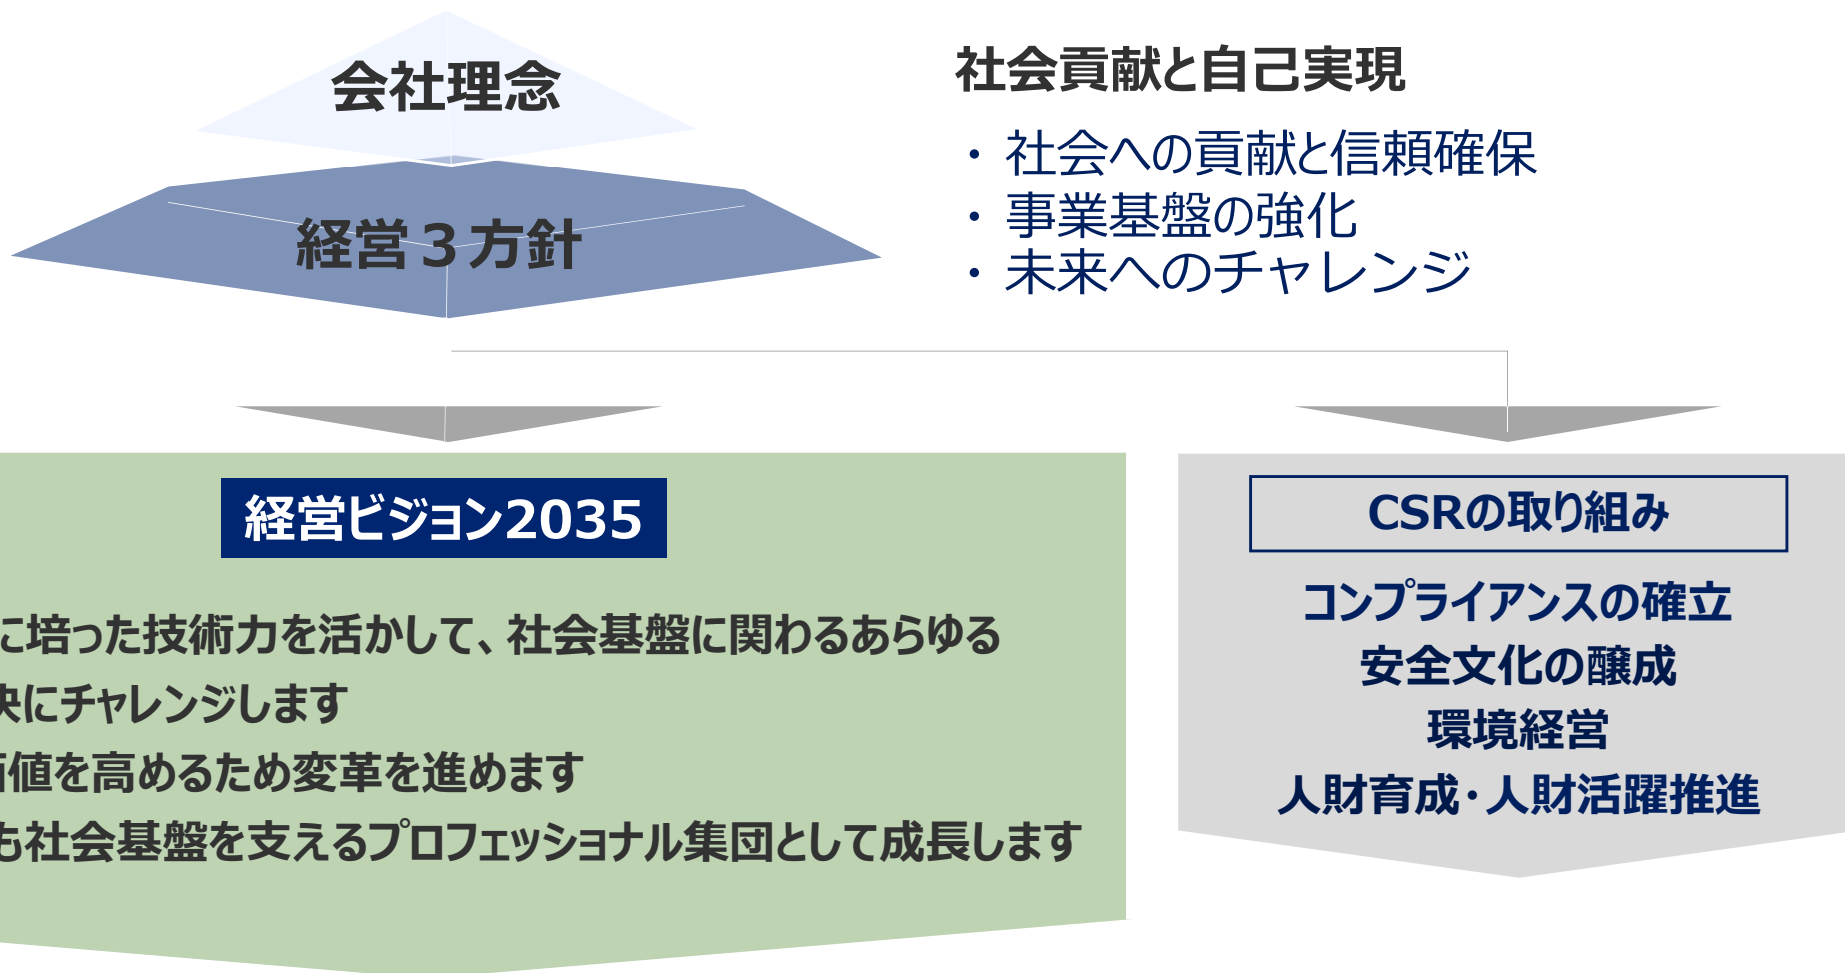 会社理念
社会貢献と自己実現
・ 社会への貢献と信頼確保
・ 事業基盤の強化
・ 未来へのチャレンジ
経営３方針
経営ビジョン2035
に培った技術力を活かして、社会基盤に関わるあらゆる
決にチャレンジします
値を高めるため変革を進めます
も社会基盤を支えるプロフェッショナル集団として成長します
CSRの取り組み
コンプライアンスの確立
安全文化の醸成
環境経営
人財育成・人財活躍推進